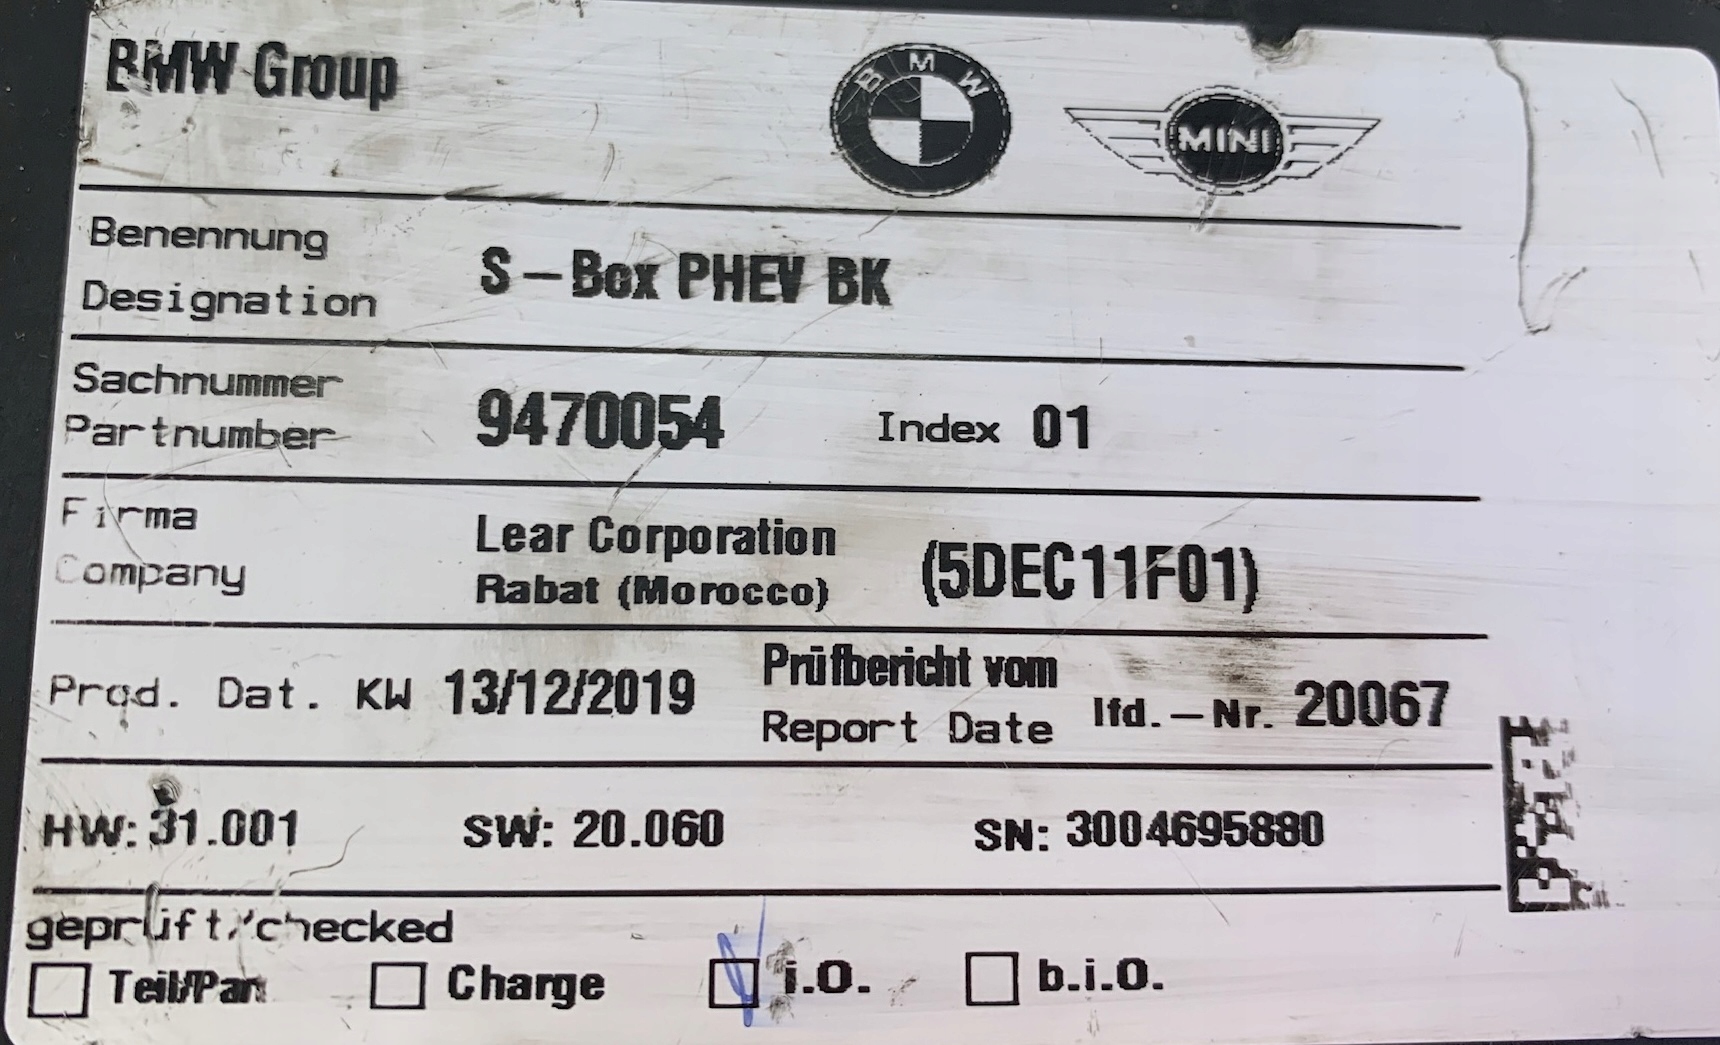 BMW Group
BMW
MINI
Benennung
Designation
S-Box PHEV BK
Sachnummer
Partnumber
9470054 Index 01
Firma
Company
Lear Corporation
Rabat (Morocco)
(5DEC11F01)
Prod. Dat. KW 13/12/2019
Prüfbericht vom
Report Date
lfd.-Nr. 20067
HW: 31.001 SW: 20.060 SN: 3004695880
geprüft/checked
Teil/Part Charge i.O. b.i.O.